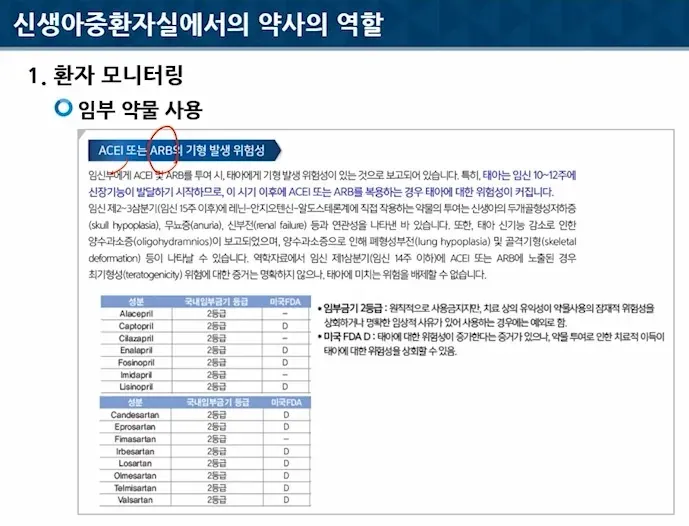 신생아중환자실에서의 약사의 역할
1. 환자 모니터링
임부 약물 사용
ACEI 또는 ARB의 기형 발생 위험성
임신부에게 ACEI 및 ARB를 투여 시, 태아에게 기형 발생 위험성이 있는 것으로 보고되어 있습니다. 특히, 태아는 임신 10~12주에
신장기능이 발달하기 시작하므로, 이 시기 이후에 ACEI 또는 ARB를 복용하는 경우 태아에 대한 위험성이 커집니다.
임신 제2~3삼분기(임신 15주 이후)에 레닌-안지오텐신-알도스테론계에 직접 작용하는 약물의 투여는 신생아의 두개골형성저하증
(skull hypoplasia), 무뇨증(anuria), 신부전(renal failure) 등과 연관성을 나타낸 바 있습니다. 또한, 태아 신기능 감소로 인한
양수과소증(oligohydramnios)이 보고되었으며, 양수과소증으로 인해 폐형성부전(lung hypoplasia) 및 골격기형(skeletal
deformation) 등이 나타날 수 있습니다. 역학자료에서 임신 제1삼분기(임신 14주 이하)에 ACEI 또는 ARB에 노출된 경우
최기형성(teratogenicity) 위험에 대한 증거는 명확하지 않으나, 태아에 미치는 위험을 배제할 수 없습니다.
성분 국내임부금기 등급 미국FDA
Alacepril 2등급 –
Captopril 2등급 D
Cilazapril 2등급 –
Enalapril 2등급 D
Fosinopril 2등급 D
Imidapril 2등급 –
Lisinopril 2등급 D
성분 국내임부금기 등급 미국FDA
Candesartan 2등급 D
Eprosartan 2등급 D
Fimasartan 2등급 –
Irbesartan 2등급 D
Losartan 2등급 D
Olmesartan 2등급 D
Telmisartan 2등급 D
Valsartan 2등급 D
• 임부금기 2등급 : 원칙적으로 사용금지지만, 치료 상의 유익성이 약물사용의 잠재적 위험성을
상회하거나 명확한 임상적 사유가 있어 사용하는 경우에는 예외로 함.
• 미국 FDA D : 태아에 대한 위험성이 증가한다는 증거가 있으나, 약물 투여로 인한 치료적 이득이
태아에 대한 위험성을 상회할 수 있음.